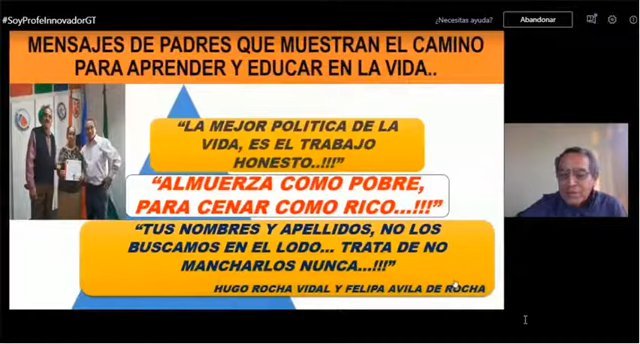 #SoyProfeInnovadorGT
¿Necesitas ayuda?
Abandonar
MENSAJES DE PADRES QUE MUESTRAN EL CAMINO
PARA APRENDER Y EDUCAR EN LA VIDA..
“LA MEJOR POLITICA DE LA
VIDA, ES EL TRABAJO
HONESTO..!!!”
“ALMUERZA COMO POBRE,
PARA CENAR COMO RICO...!!!”
“TUS NOMBRES Y APELLIDOS, NO LOS
BUSCAMOS EN EL LODO... TRATA DE NO
MANCHARLOS NUNCA...!!!”
HUGO ROCHA VIDAL Y FELIPA AVILA DE ROCHA